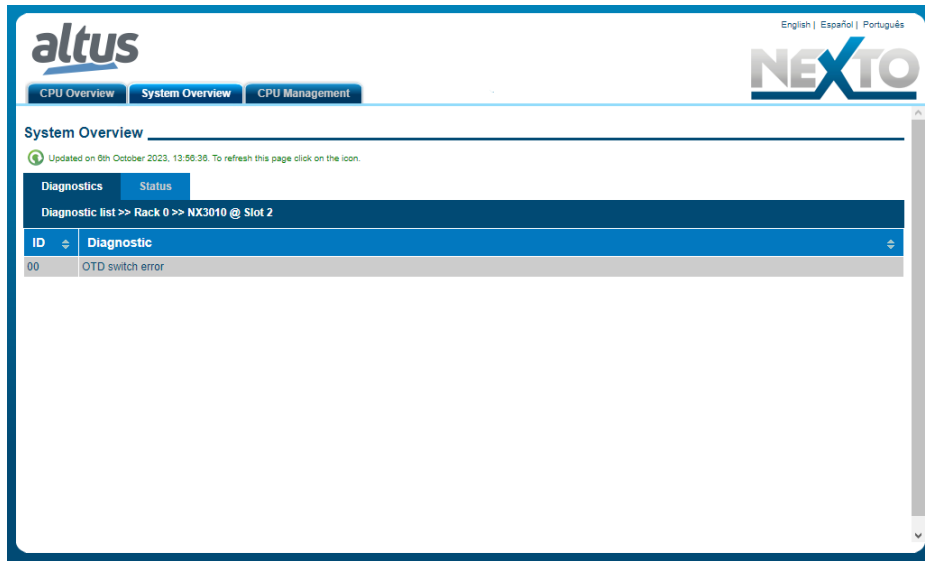 English | Español | Português
altus
NEXTO
CPU Overview System Overview CPU Management
System Overview
Updated on 6th October 2023, 13:56:36. To refresh this page click on the icon.
Diagnostics Status
Diagnostic list >> Rack 0 >> NX3010 @ Slot 2
ID Diagnostic
00 OTD switch error